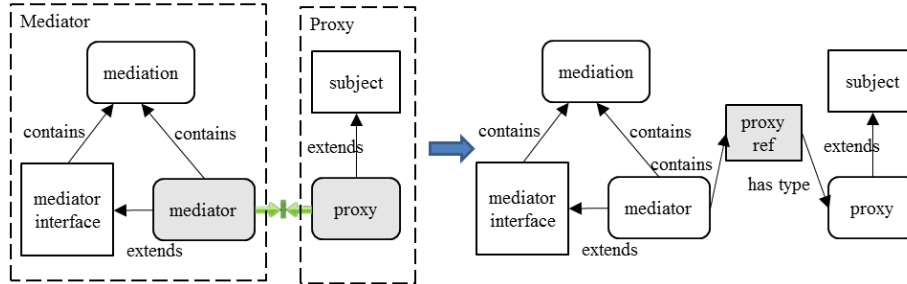 Mediator
Proxy
mediation
subject
contains
contains
extends
mediator
interface
mediator
proxy
extends
mediation
subject
contains
contains
proxy
ref
extends
contains
has type
mediator
interface
mediator
proxy
extends